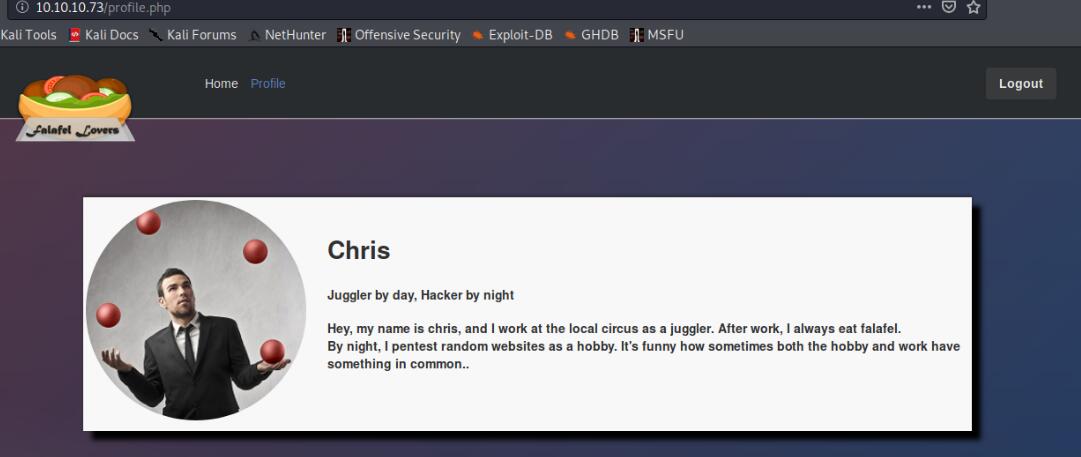 10.10.10.73/profile.php
Kali Tools Kali Docs Kali Forums NetHunter Offensive Security Exploit-DB GHDB MSFU
Home Profile Logout
Falafel Lovers
Chris
Juggler by day, Hacker by night
Hey, my name is chris, and I work at the local circus as a juggler. After work, I always eat falafel.
By night, I pentest random websites as a hobby. It's funny how sometimes both the hobby and work have
something in common..